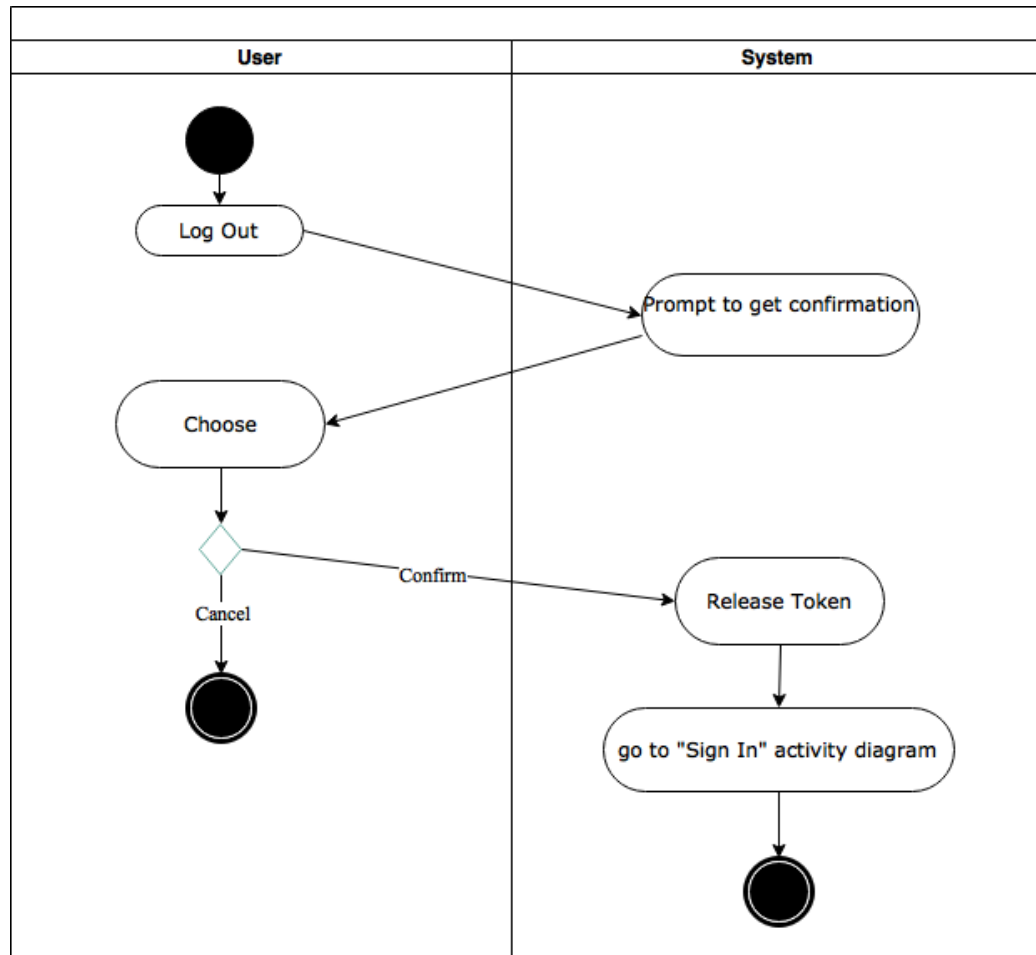 User
System
Log Out
Prompt to get confirmation
Choose
Confirm
Release Token
Cancel
go to "Sign In" activity diagram